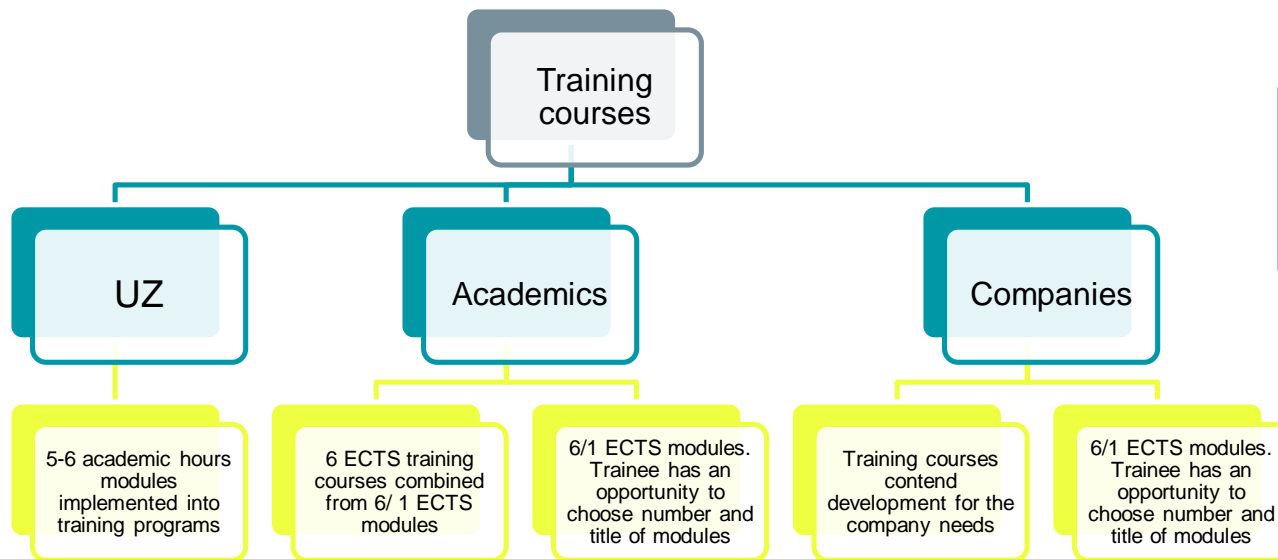 Training
courses
UZ
Academics
Companies
5-6 academic hours
modules
implemented into
training programs
6 ECTS training
courses combined
from 6/ 1 ECTS
modules
6/1 ECTS modules.
Trainee has an
opportunity to
choose number and
title of modules
Training courses
contend
development for the
company needs
6/1 ECTS modules.
Trainee has an
opportunity to
choose number and
title of modules